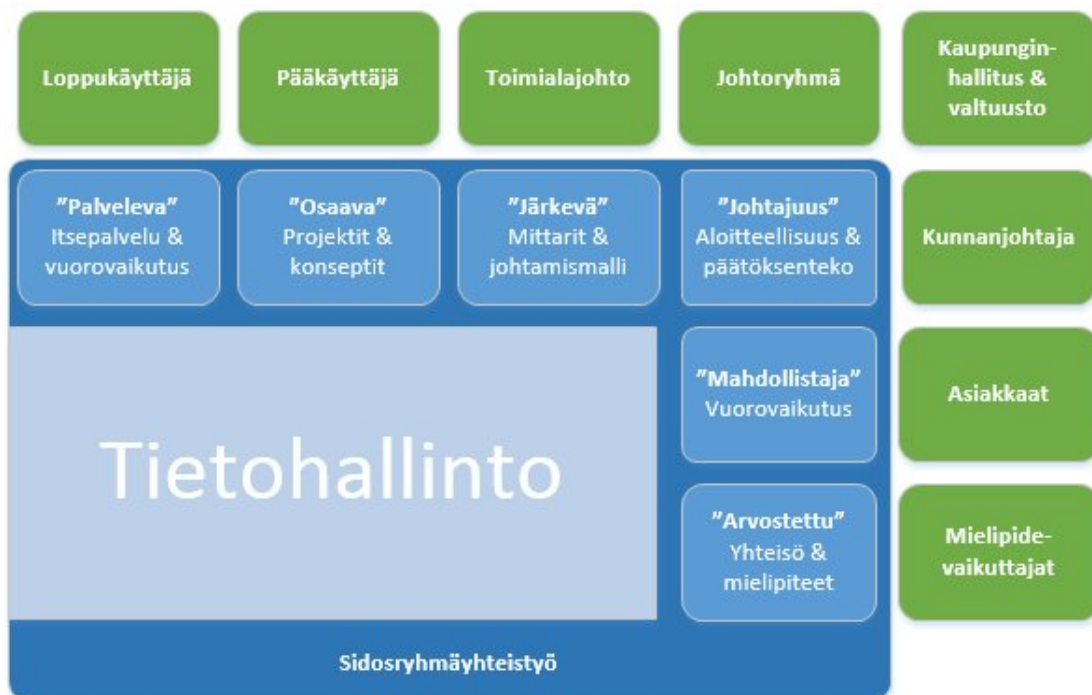 Loppukäyttäjä
Pääkäyttäjä
Toimialajohto
Johtoryhmä
Kaupungin-
hallitus &
valtuusto
”Palveleva”
Itsepalvelu &
vuorovaikutus
”Osaava”
Projektit &
konseptit
”Järkevä”
Mittarit &
johtamismalli
”Johtajuus”
Aloitteellisuus &
päätöksenteko
Kunnanjohtaja
Tietohallinto
”Mahdollistaja”
Vuorovaikutus
Asiakkaat
”Arvostettu”
Yhteisö &
mielipiteet
Mielipide-
vaikuttajat
Sidosryhmäyhteistyö